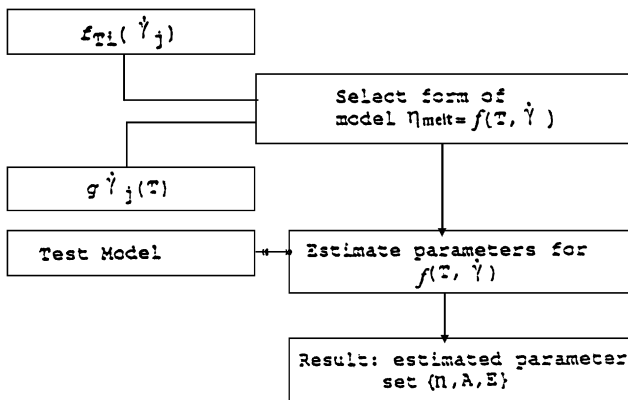 f_Ti( γ̇_j)
Select form of
model η_melt = f(T, γ̇ )
g γ̇_j(T)
Test Model
Estimate parameters for
f(T, γ̇)
Result: estimated parameter
set {n,A,E}